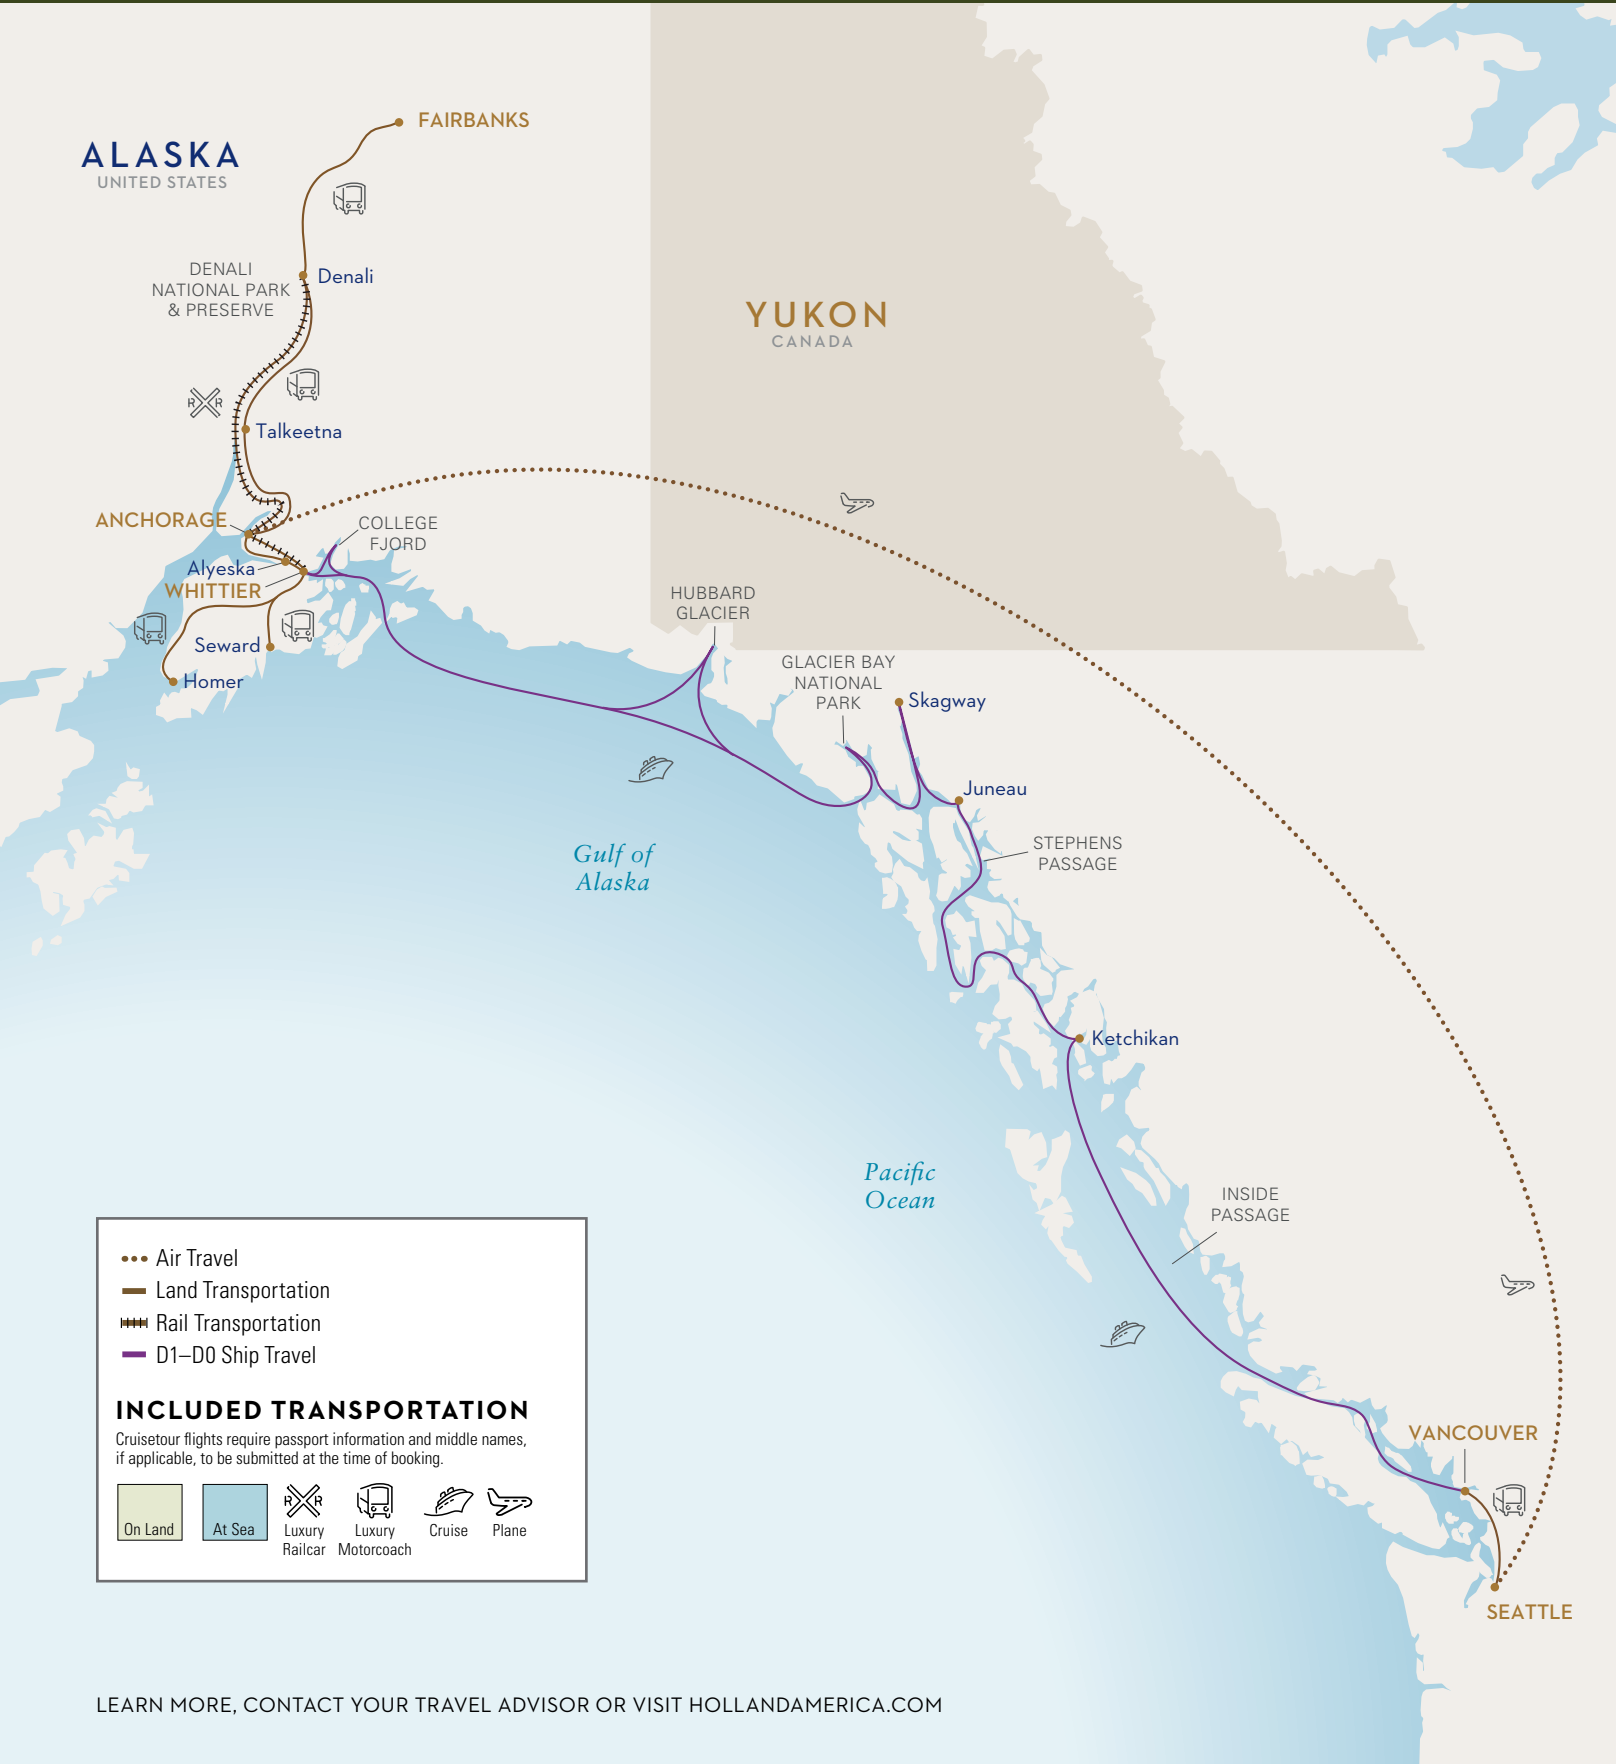 FAIRBANKS
ALASKA
UNITED STATES
DENALI
NATIONAL PARK
& PRESERVE
Denali
YUKON
CANADA
R R
Talkeetna
ANCHORAGE
COLLEGE
FJORD
Alyeska
WHITTIER
HUBBARD
GLACIER
Seward
Homer
GLACIER BAY
NATIONAL
PARK
Skagway
Juneau
STEPHENS
PASSAGE
Gulf of
Alaska
Ketchikan
Pacific
Ocean
INSIDE
PASSAGE
VANCOUVER
SEATTLE
Air Travel
Land Transportation
Rail Transportation
D1–D0 Ship Travel
INCLUDED TRANSPORTATION
Cruisetour flights require passport information and middle names,
if applicable, to be submitted at the time of booking.
On Land
At Sea
R R
Luxury
Railcar
Luxury
Motorcoach
Cruise
Plane
LEARN MORE, CONTACT YOUR TRAVEL ADVISOR OR VISIT HOLLANDAMERICA.COM